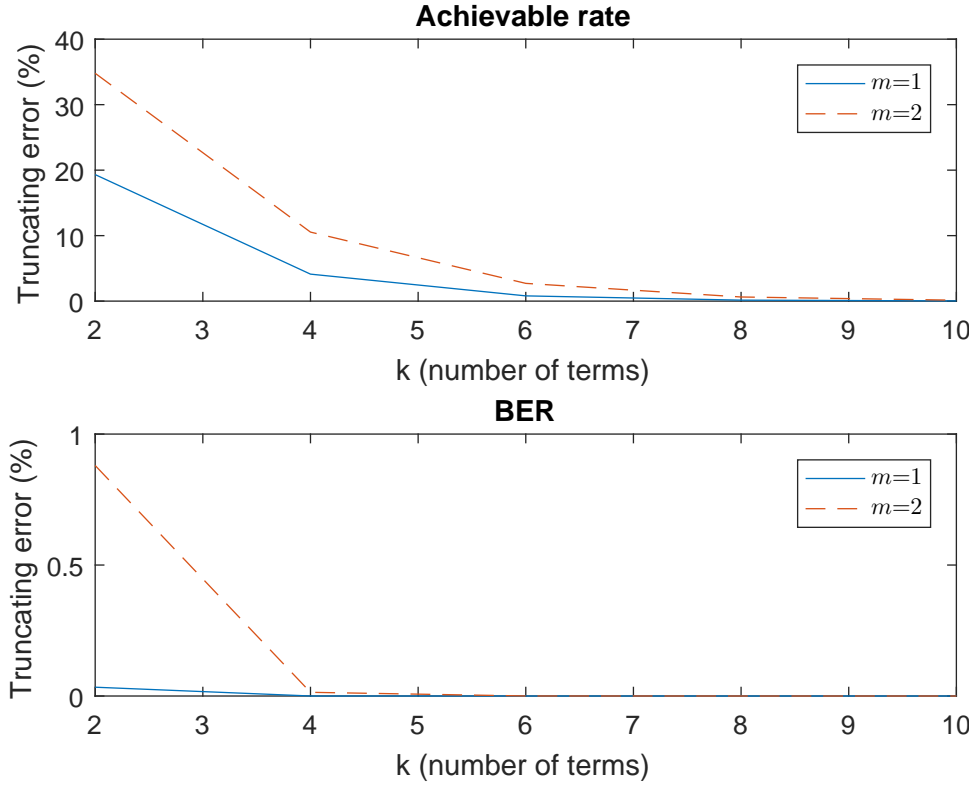 Achievable rate
Truncating error (%)
40
30
20
10
0
m=1
m=2
2 3 4 5 6 7 8 9 10
k (number of terms)
BER
Truncating error (%)
1
0.5
0
m=1
m=2
2 3 4 5 6 7 8 9 10
k (number of terms)